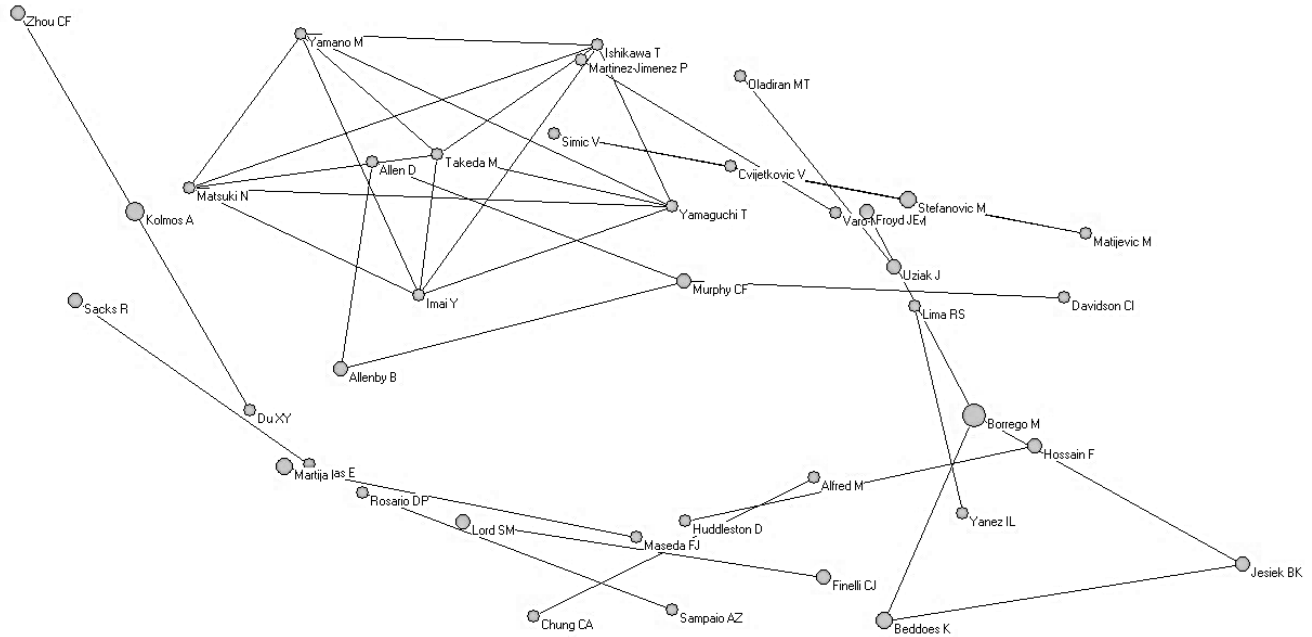 Zhou CF
Yamano M
Ishikawa T
Martinez-Jimenez P
Oladiran MT
Simic V
Takeda M
Allen D
Cvijetkovic V
Matsuki N
Yamaguchi T
Stefanovic M
Kolmos A
Froyd JE
Matijevic M
Uziak J
Murphy CF
Davidson CI
Imai Y
Sacks R
Lima RS
Allenby B
Du XY
Borrego M
Hossain F
Martija
as E
Alfred M
Rosario DP
Yanez IL
Huddleston D
Lord SM
Maseda FJ
Jesiek BK
Finelli CJ
Sampaio AZ
Chung CA
Beddoes K